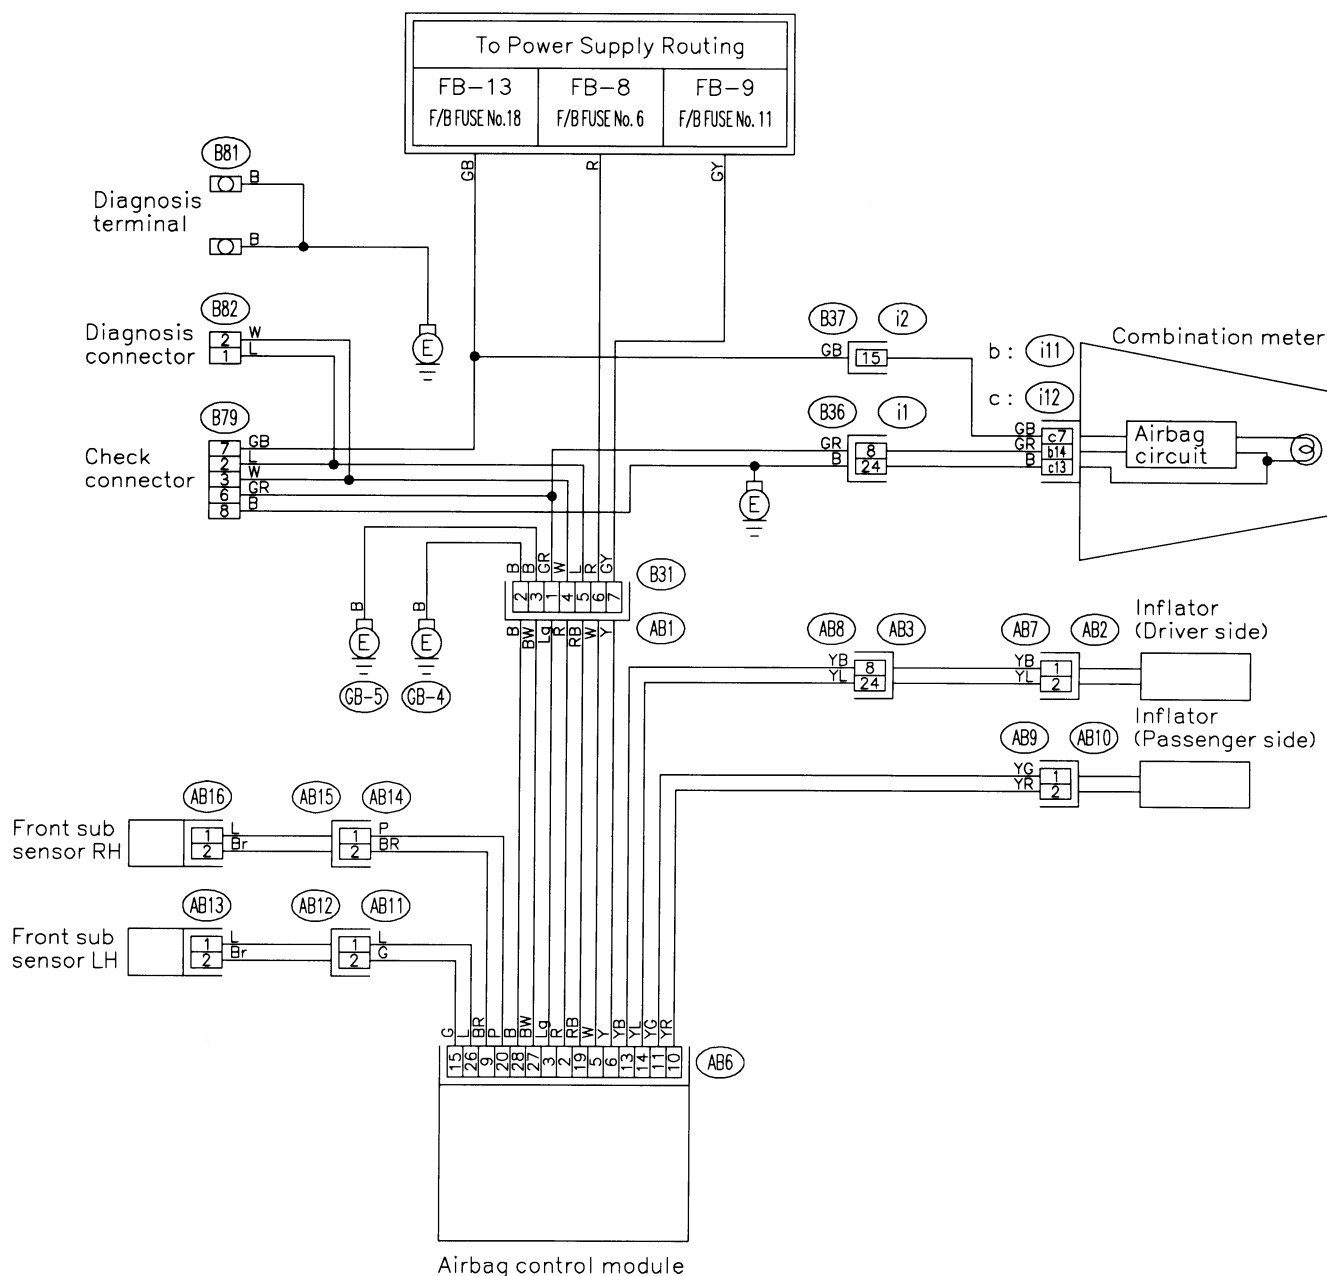 To Power Supply Routing
FB-13 FB-8 FB-9
F/B FUSE No.18 F/B FUSE No.6 F/B FUSE No.11
GB R GY
B81
B
Diagnosis
terminal
B
E
B82
Diagnosis
connector
2 W
1 L
B37 i2
GB 15
b : i11
Combination meter
c : i12
B36 i1
GR 8
B 24
GB c7
GR b14
B c13
Airbag
circuit
B79
Check
connector
7 GB
2 L
3 W
6 GR
8 B
E
B B GR W L R GY
2 3 1 4 5 6 7
B31
B BW Lg R RB W Y
AB1
B B
E E
GB-5 GB-4
AB8 AB3 AB7 AB2
Inflator
(Driver side)
YB 8 YB 1
YL 24 YL 2
AB9 AB10
Inflator
(Passenger side)
YG 1
YR 2
AB16 AB15 AB14
Front sub
sensor RH
1 L 1 P
2 Br 2 BR
AB13 AB12 AB11
Front sub
sensor LH
1 L 1 L
2 Br 2 G
G L BR P B BW Lg R RB W Y YB YL YG YR
15 26 9 20 28 27 3 2 19 5 6 13 14 11 10
AB6
Airbag control module